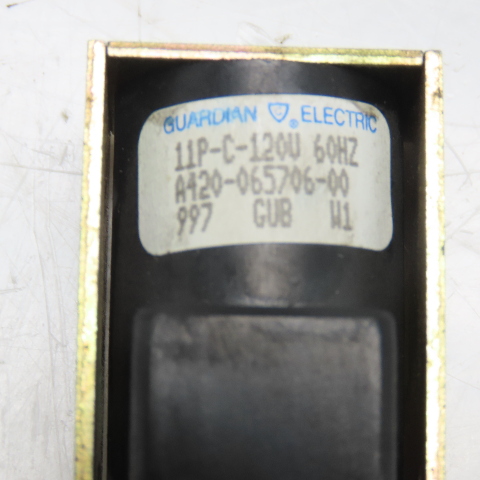 GUARDIAN ELECTRIC
11P-C-120V 60HZ
A420-065706-00
997 GUB W1